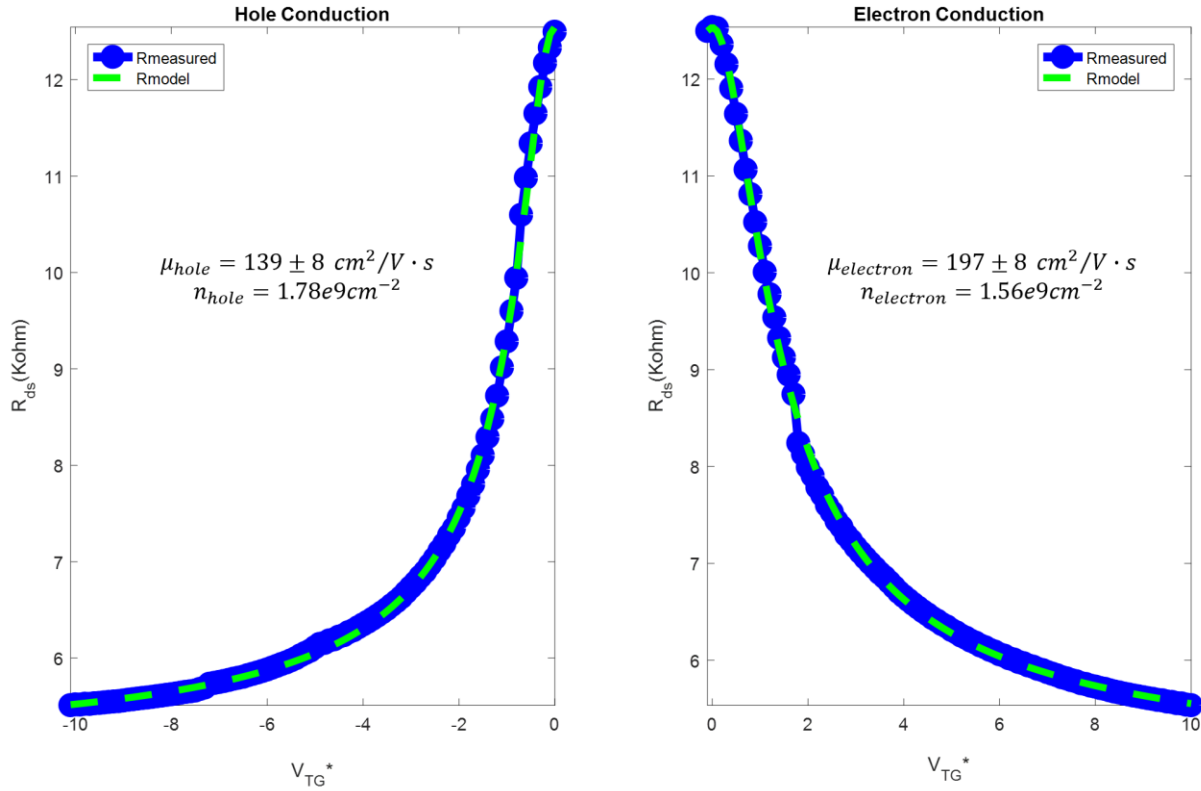 Hole Conduction
Rmeasured
Rmodel
μ_hole = 139 ± 8 cm²/V · s
n_hole = 1.78e9cm⁻²
R_ds(Kohm)
12
11
10
9
8
7
6
-10 -8 -6 -4 -2 0
V_TG*
Electron Conduction
Rmeasured
Rmodel
μ_electron = 197 ± 8 cm²/V · s
n_electron = 1.56e9cm⁻²
R_ds(Kohm)
12
11
10
9
8
7
6
0 2 4 6 8 10
V_TG*